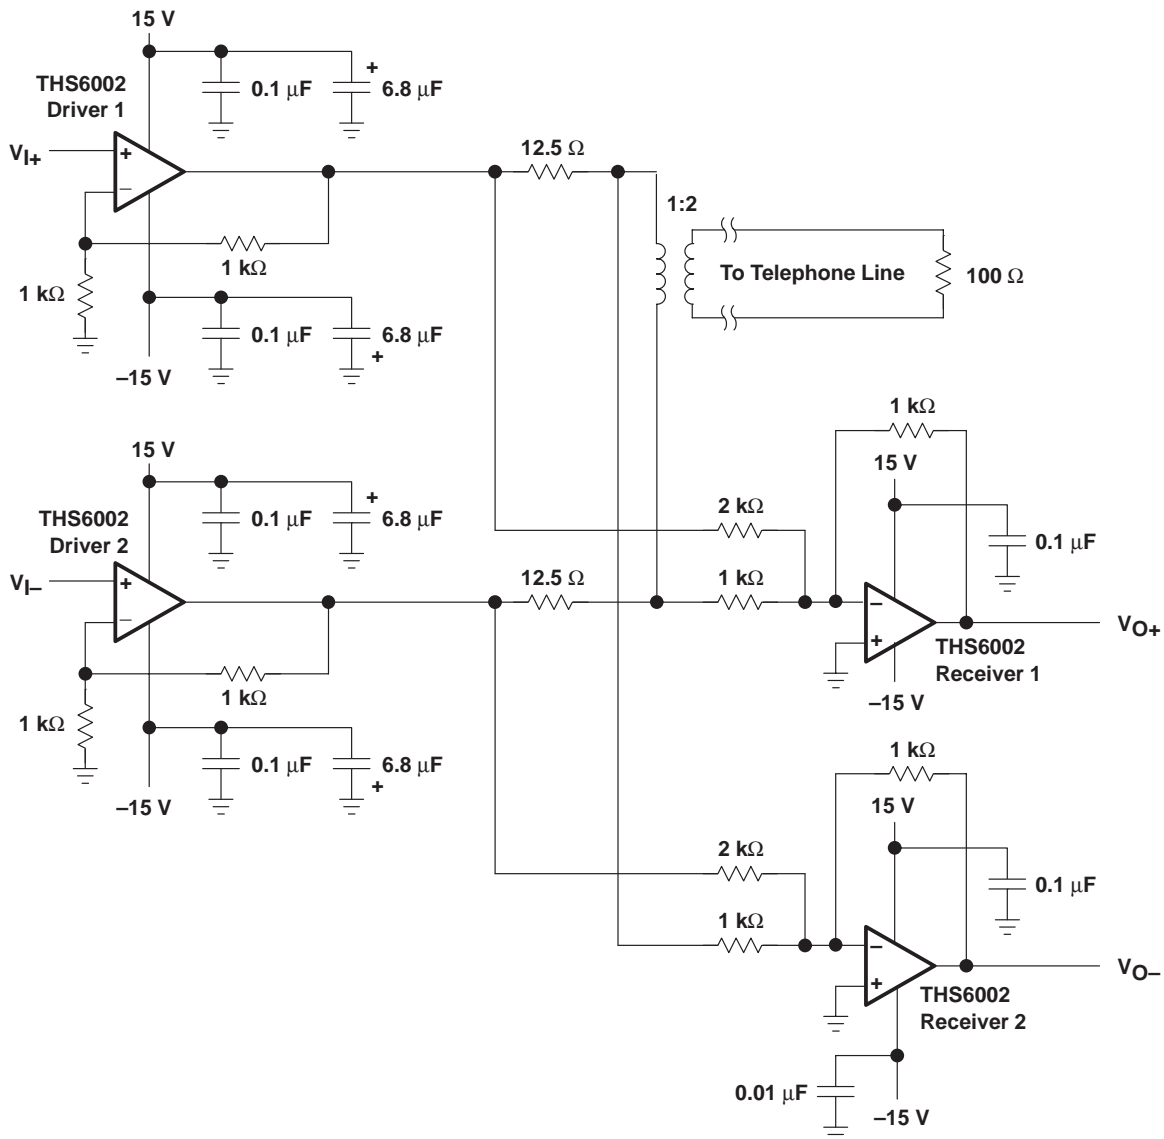 15 V
THS6002
Driver 1
+
0.1 μF
6.8 μF
VI+
+
–
12.5 Ω
1:2
1 kΩ
1 kΩ
To Telephone Line
100 Ω
0.1 μF
6.8 μF
+
–15 V
15 V
THS6002
Driver 2
+
0.1 μF
6.8 μF
VI–
+
–
12.5 Ω
1 kΩ
1 kΩ
0.1 μF
6.8 μF
+
–15 V
1 kΩ
15 V
2 kΩ
0.1 μF
1 kΩ
–
+
VO+
THS6002
Receiver 1
–15 V
1 kΩ
15 V
2 kΩ
0.1 μF
1 kΩ
–
+
VO–
THS6002
Receiver 2
0.01 μF
–15 V